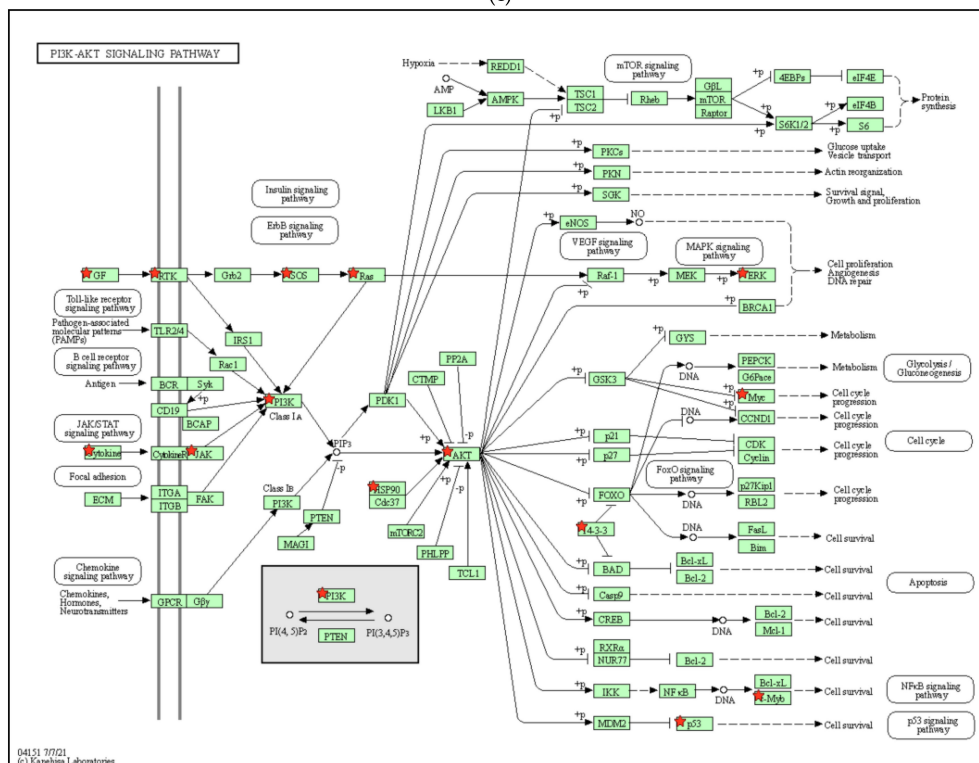 PI3K-AKT SIGNALING PATHWAY
Hypoxia
REDD1
mTOR signaling
pathway
AMP
LKB1
AMPK
TSC1
TSC2
+p
Rheb
GβL
mTOR
Raptor
+p
4EBPs
eIF4E
+p
S6K1/2
+p
eIF4B
+p
S6
Protein
synthesis
+p
PKCs
Glucose uptake
Vesicle transport
+p
PKN
Actin reorganization
+p
SGK
Survival signal,
Growth and proliferation
Insulin signaling
pathway
ErbB signaling
pathway
+p
eNOS
NO
VEGF signaling
pathway
MAPK signaling
pathway
GF
RTK
Grb2
SOS
Ras
Raf-1
MEK
ERK
+p
+p
BRCA1
Cell proliferation
Angiogenesis
DNA repair
Toll-like receptor
signaling pathway
Pathogen-associated
molecular patterns
(PAMPs)
TLR2/4
IRS1
Rac1
B cell receptor
signaling pathway
Antigen
BCR
Syk
+p
CD19
BCAP
PI3K
Class IA
PP2A
CTMP
PDK1
GYS
Metabolism
+p
GSK3
DNA
PEPCK
G6Pace
Metabolism
Glycolysis /
Gluconeogenesis
+p
Myc
Cell cycle
progression
+p
CCND1
DNA
Cell cycle
progression
JAK/STAT
signaling pathway
Cytokine
CytokineR
JAK
PIP3
-p
+p
-p
AKT
+p
p21
+p
p27
CDK
Cyclin
Cell cycle
progression
Cell cycle
Focal adhesion
ECM
ITGA
ITGB
FAK
Class IB
PI3K
PTEN
MAGI
HSP90
Cdc37
mTORC2
+p
-p
PHLPP
TCL1
FoxO signaling
pathway
+p
FOXO
DNA
p27Kip1
RBL2
Cell cycle
progression
14-3-3
DNA
FasL
Bim
Cell survival
Chemokine
signaling pathway
Chemokines,
Hormones,
Neurotransmitters
GPCR
Gβγ
PI3K
PI(4, 5)P2
PI(3,4,5)P3
PTEN
+p
BAD
Bcl-xL
Bcl-2
Cell survival
Apoptosis
+p
Casp9
Cell survival
+p
CREB
DNA
Bcl-2
Mcl-1
Cell survival
+p
RXRα
NUR77
Bcl-2
Cell survival
+p
IKK
NFκB
DNA
Bcl-xL
c-Myb
Cell survival
NFκB signaling
pathway
+p
MDM2
p53
Cell survival
p53 signaling
pathway
04151 7/7/21
(c) Kanehisa Laboratories